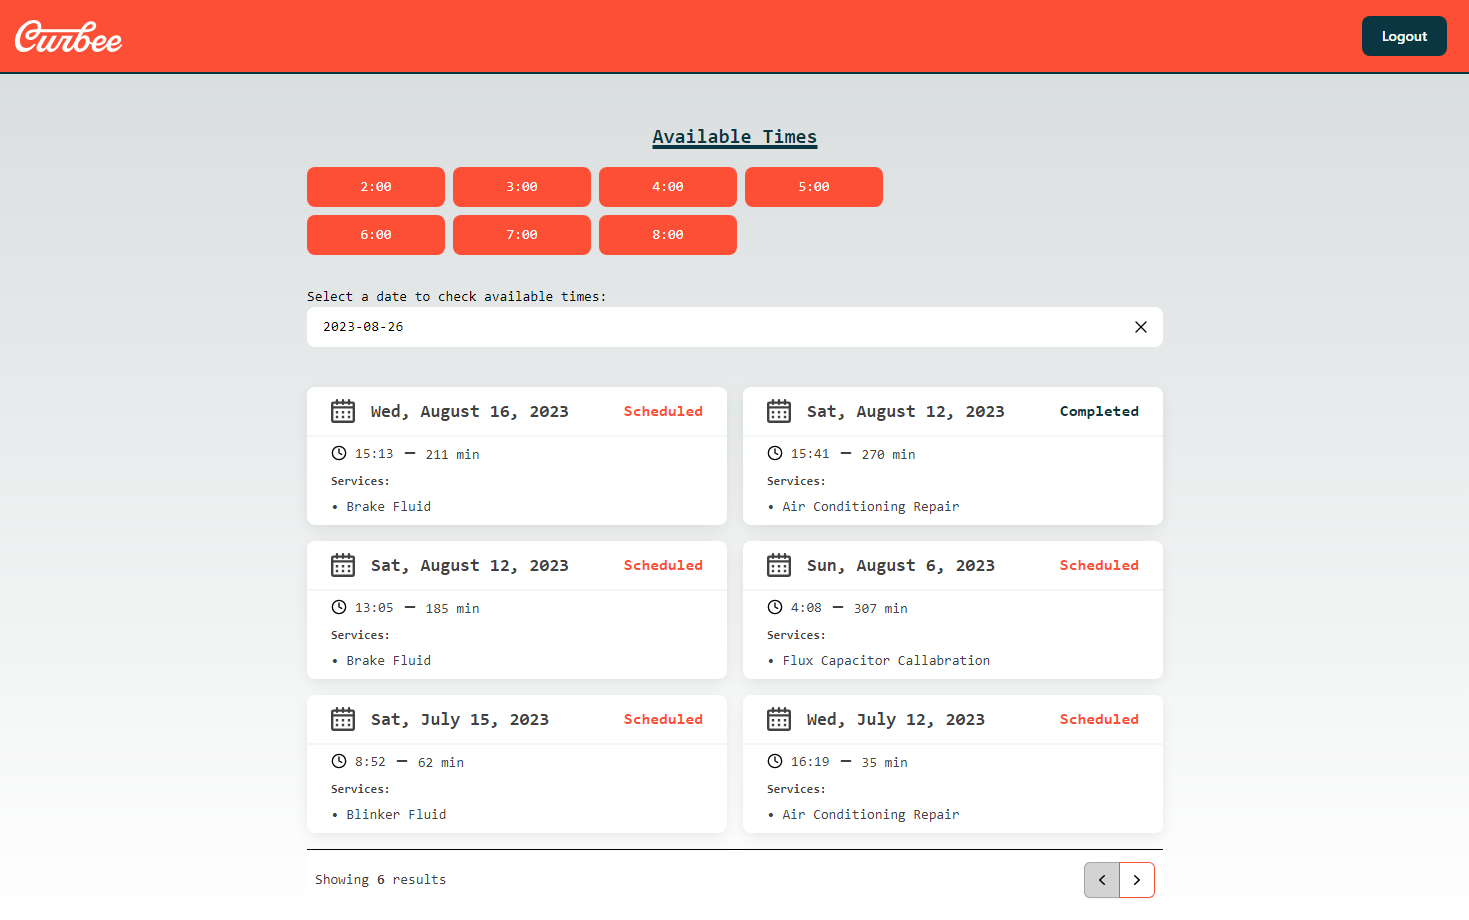 Curbee
Logout
Available Times
2:00 3:00 4:00 5:00
6:00 7:00 8:00
Select a date to check available times:
2023-08-26
Wed, August 16, 2023 Scheduled
15:13 — 211 min
Services:
• Brake Fluid
Sat, August 12, 2023 Completed
15:41 — 270 min
Services:
• Air Conditioning Repair
Sat, August 12, 2023 Scheduled
13:05 — 185 min
Services:
• Brake Fluid
Sun, August 6, 2023 Scheduled
4:08 — 307 min
Services:
• Flux Capacitor Callabration
Sat, July 15, 2023 Scheduled
8:52 — 62 min
Services:
• Blinker Fluid
Wed, July 12, 2023 Scheduled
16:19 — 35 min
Services:
• Air Conditioning Repair
Showing 6 results